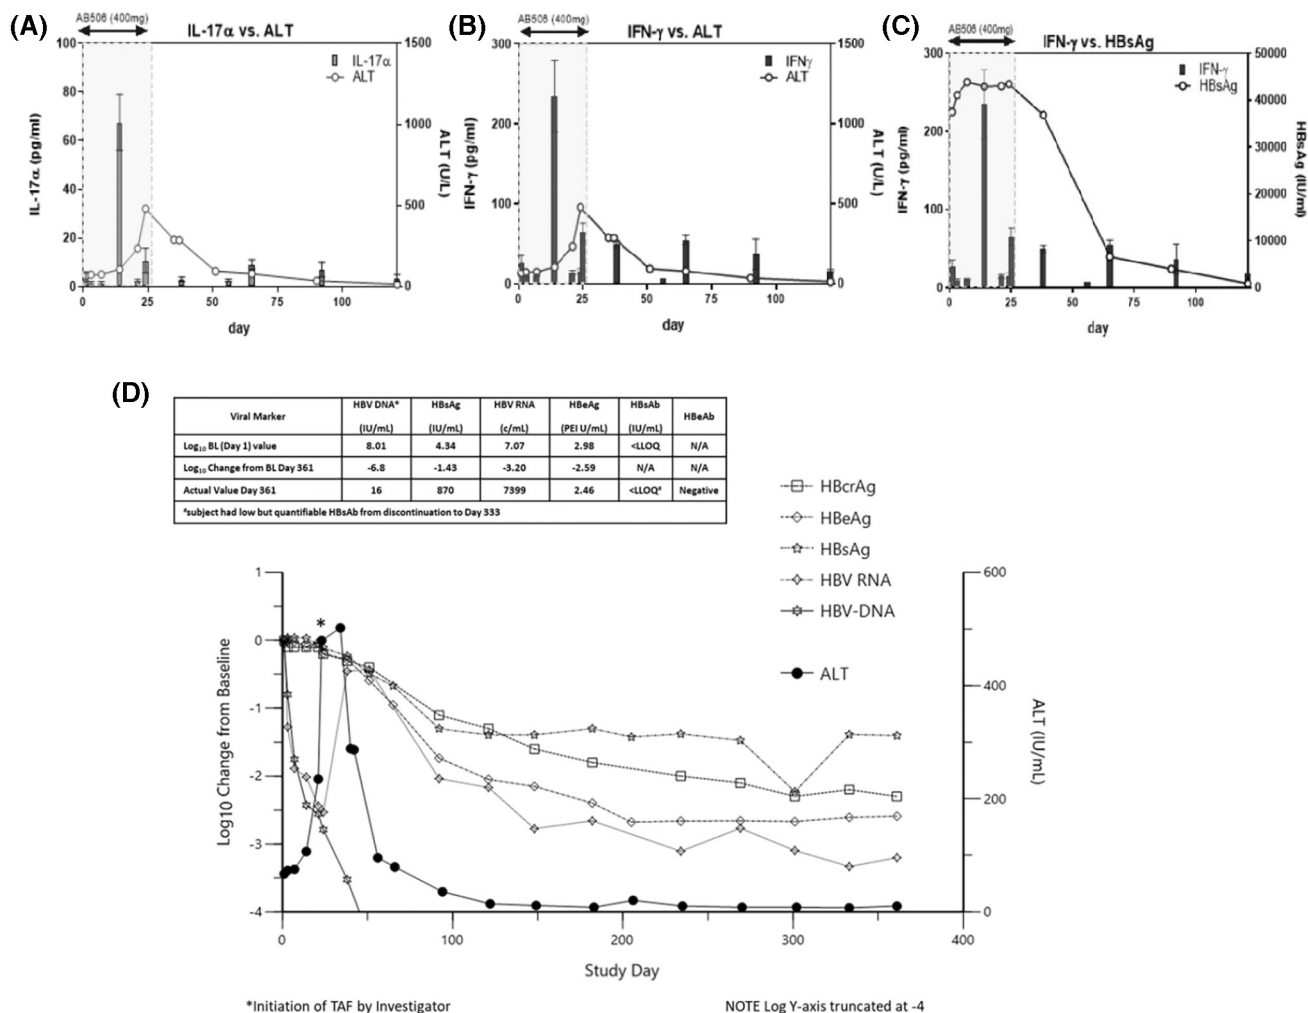 (A)
AB506 (400mg)
IL-17α vs. ALT
IL-17α
ALT
IL-17α (pg/ml)
100
80
60
40
20
0
1500
1000
500
0
ALT (U/L)
0 25 50 75 100
day
(B)
AB506 (400mg)
IFN-γ vs. ALT
IFNγ
ALT
IFN-γ (pg/ml)
300
200
100
0
1500
1000
500
0
ALT (U/L)
0 25 50 75 100
day
(C)
AB506 (400mg)
IFN-γ vs. HBsAg
IFN-γ
HBsAg
IFN-γ (pg/ml)
300
200
100
0
50000
40000
30000
20000
10000
0
HBsAg (IU/ml)
0 25 50 75 100
day
(D)
Viral Marker HBV DNA* (IU/mL) HBsAg (IU/mL) HBV RNA (c/mL) HBeAg (PEI U/mL) HBsAb (IU/mL) HBeAb
Log10 BL (Day 1) value 8.01 4.34 7.07 2.98 <LLOQ N/A
Log10 Change from BL Day 361 -6.8 -1.43 -3.20 -2.59 N/A N/A
Actual Value Day 361 16 870 7399 2.46 <LLOQ# Negative
#subject had low but quantifiable HBsAb from discontinuation to Day 333
HBcrAg
HBeAg
HBsAg
HBV RNA
HBV-DNA
ALT
Log10 Change from Baseline
1
0
-1
-2
-3
-4
*
600
400
200
0
ALT (IU/mL)
0 100 200 300 400
Study Day
*Initiation of TAF by Investigator
NOTE Log Y-axis truncated at -4